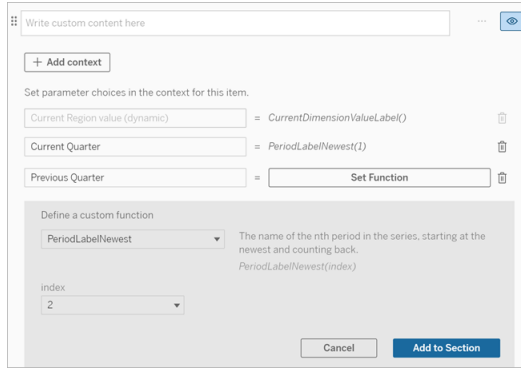 Write custom content here
...
+ Add context
Set parameter choices in the context for this item.
Current Region value (dynamic) = CurrentDimensionValueLabel()
Current Quarter = PeriodLabelNewest(1)
Previous Quarter = Set Function
Define a custom function
PeriodLabelNewest
The name of the nth period in the series, starting at the
newest and counting back.
PeriodLabelNewest(index)
index
2
Cancel Add to Section